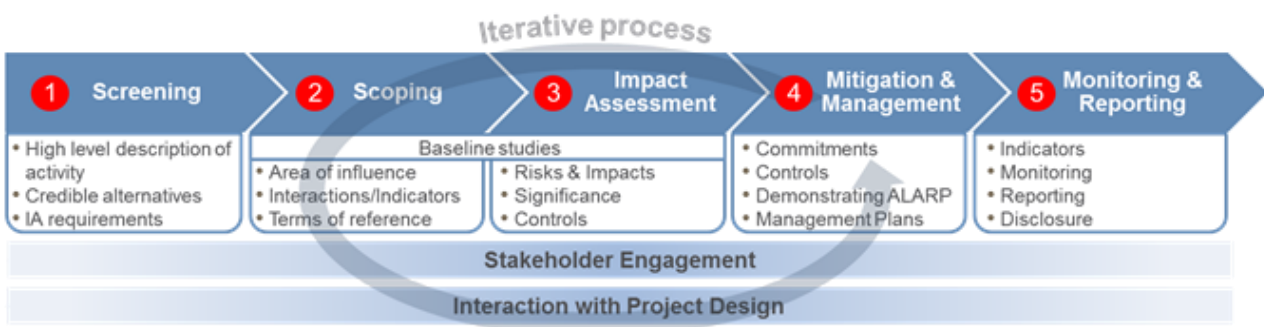 Iterative process
1 Screening
2 Scoping
3 Impact
Assessment
4 Mitigation &
Management
5 Monitoring &
Reporting
• High level description of
activity
• Credible alternatives
• IA requirements
Baseline studies
• Area of influence
• Interactions/Indicators
• Terms of reference
• Risks & Impacts
• Significance
• Controls
• Commitments
• Controls
• Demonstrating ALARP
• Management Plans
• Indicators
• Monitoring
• Reporting
• Disclosure
Stakeholder Engagement
Interaction with Project Design